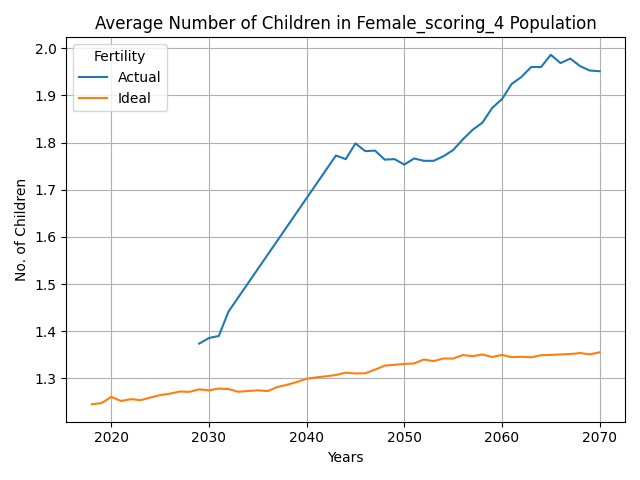 Average Number of Children in Female_scoring_4 Population
Fertility
Actual
Ideal
No. of Children
2.0
1.9
1.8
1.7
1.6
1.5
1.4
1.3
2020 2030 2040 2050 2060 2070
Years